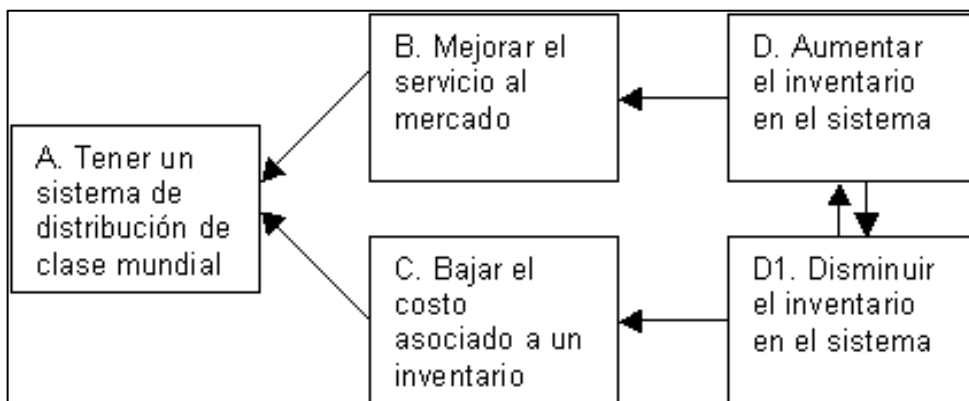 A. Tener un
sistema de
distribución de
clase mundial
B. Mejorar el
servicio al
mercado
C. Bajar el
costo
asociado a un
inventario
D. Aumentar
el inventario
en el sistema
D1. Disminuir
el inventario
en el sistema